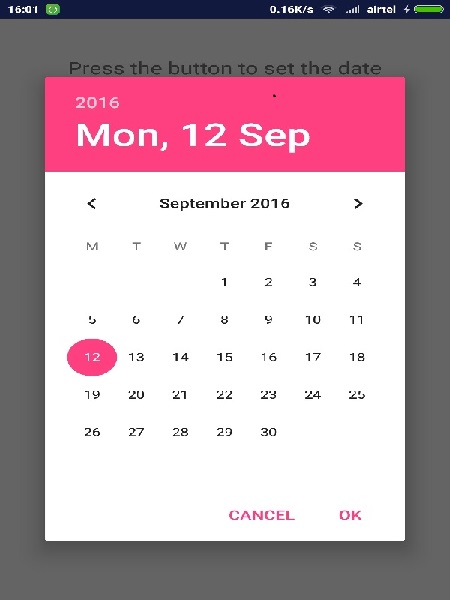 16:01 0.16K/s airtel
Press the button to set the date
2016
Mon, 12 Sep
September 2016
M T W T F S S
1 2 3 4
5 6 7 8 9 10 11
12 13 14 15 16 17 18
19 20 21 22 23 24 25
26 27 28 29 30
CANCEL OK